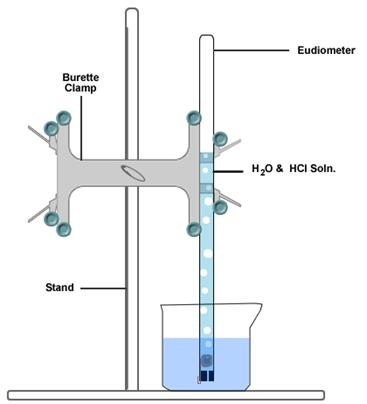 Eudiometer
Burette
Clamp
H₂O & HCl Soln.
Stand